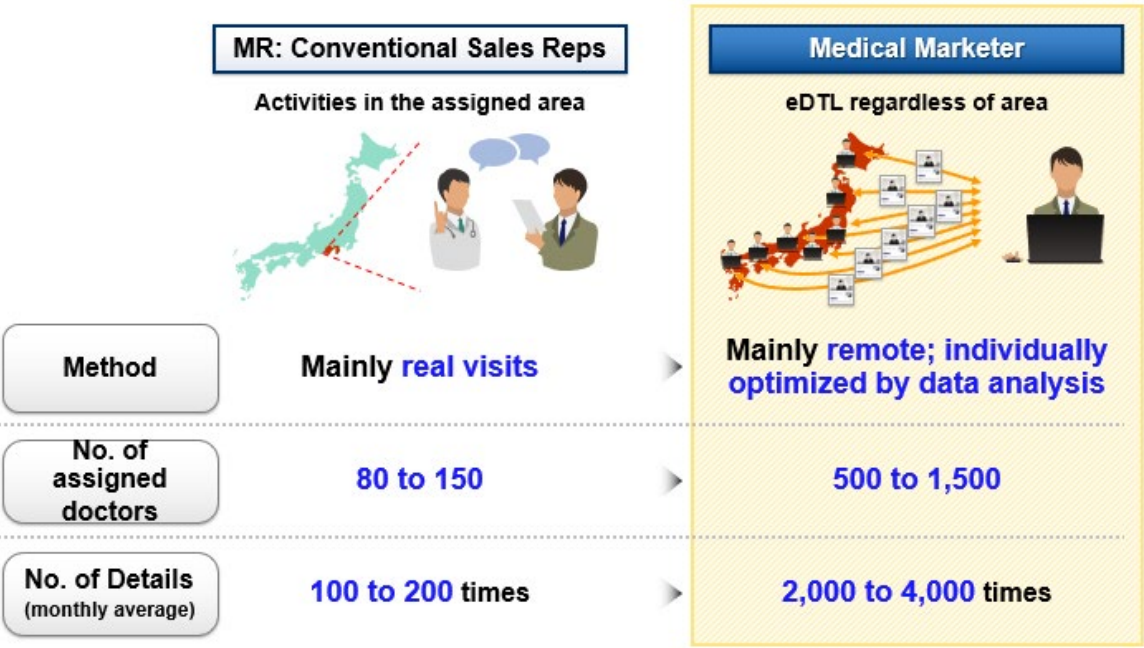 MR: Conventional Sales Reps
Medical Marketer
Activities in the assigned area
eDTL regardless of area
Method
Mainly real visits
Mainly remote; individually
optimized by data analysis
No. of
assigned
doctors
80 to 150
500 to 1,500
No. of Details
(monthly average)
100 to 200 times
2,000 to 4,000 times